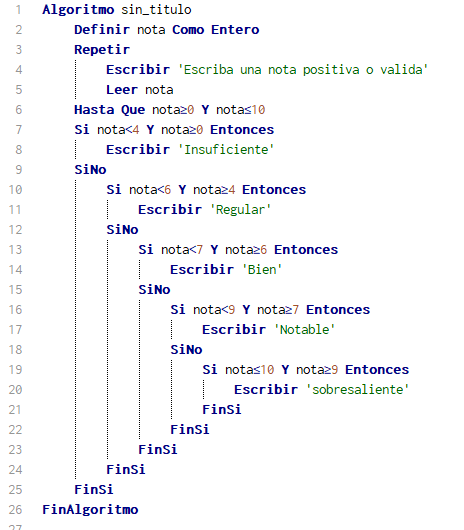 1 Algoritmo sin_titulo
2 Definir nota Como Entero
3 Repetir
4 Escribir 'Escriba una nota positiva o valida'
5 Leer nota
6 Hasta Que nota≥0 Y nota≤10
7 Si nota<4 Y nota≥0 Entonces
8 Escribir 'Insuficiente'
9 SiNo
10 Si nota<6 Y nota≥4 Entonces
11 Escribir 'Regular'
12 SiNo
13 Si nota<7 Y nota≥6 Entonces
14 Escribir 'Bien'
15 SiNo
16 Si nota<9 Y nota≥7 Entonces
17 Escribir 'Notable'
18 SiNo
19 Si nota≤10 Y nota≥9 Entonces
20 Escribir 'sobresaliente'
21 FinSi
22 FinSi
23 FinSi
24 FinSi
25 FinSi
26 FinAlgoritmo
27